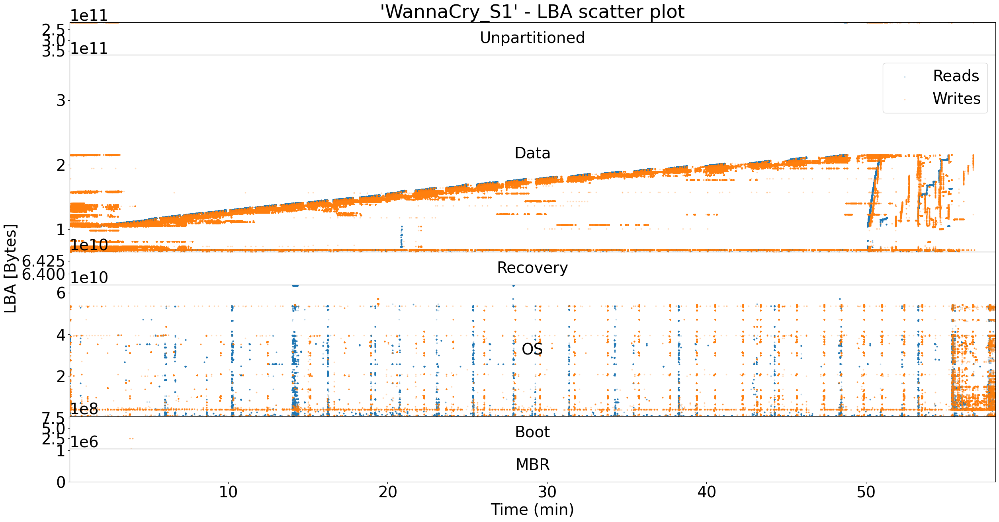 'WannaCry_S1' - LBA scatter plot
1e11
2.5
3.0
3.5
Unpartitioned
1e11
Reads
Writes
3
2
1
Data
1e10
6.425
6.400
Recovery
1e10
6
4
2
OS
1e8
7.5
5.0
2.5
Boot
1e6
1
0
MBR
LBA [Bytes]
10 20 30 40 50
Time (min)